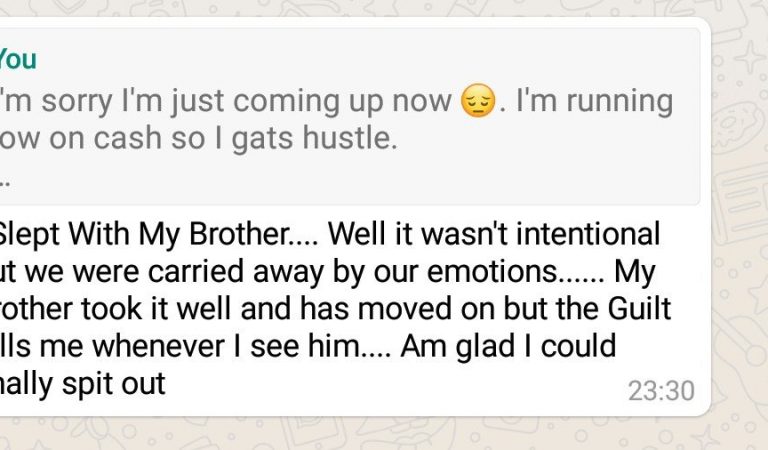 You
'm sorry I'm just coming up now 😔. I'm running
ow on cash so I gats hustle.
..
Slept With My Brother.... Well it wasn't intentional
ut we were carried away by our emotions...... My
rother took it well and has moved on but the Guilt
ills me whenever I see him.... Am glad I could
nally spit out
23:30